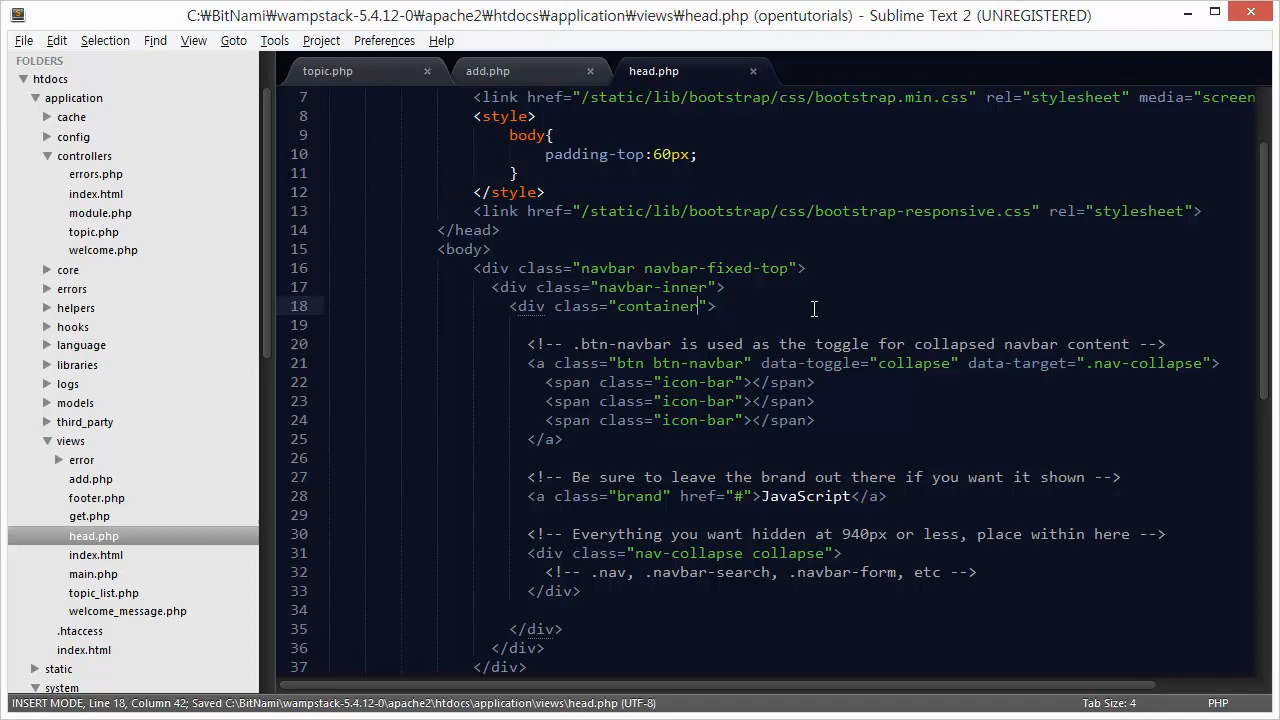 C:₩BitNami₩wampstack-5.4.12-0₩apache2₩htdocs₩application₩views₩head.php (opentutorials) - Sublime Text 2 (UNREGISTERED)
File Edit Selection Find View Goto Tools Project Preferences Help
FOLDERS
htdocs
application
cache
config
controllers
errors.php
index.html
module.php
topic.php
welcome.php
core
errors
helpers
hooks
language
libraries
logs
models
third_party
views
error
add.php
footer.php
get.php
head.php
index.html
main.php
topic_list.php
welcome_message.php
.htaccess
index.html
static
system
topic.php × add.php × head.php ×
7 <link href="/static/lib/bootstrap/css/bootstrap.min.css" rel="stylesheet" media="screen
8 <style>
9 body{
10 padding-top:60px;
11 }
12 </style>
13 <link href="/static/lib/bootstrap/css/bootstrap-responsive.css" rel="stylesheet">
14 </head>
15 <body>
16 <div class="navbar navbar-fixed-top">
17 <div class="navbar-inner">
18 <div class="container">
19
20 <!-- .btn-navbar is used as the toggle for collapsed navbar content -->
21 <a class="btn btn-navbar" data-toggle="collapse" data-target=".nav-collapse">
22 <span class="icon-bar"></span>
23 <span class="icon-bar"></span>
24 <span class="icon-bar"></span>
25 </a>
26
27 <!-- Be sure to leave the brand out there if you want it shown -->
28 <a class="brand" href="#">JavaScript</a>
29
30 <!-- Everything you want hidden at 940px or less, place within here -->
31 <div class="nav-collapse collapse">
32 <!-- .nav, .navbar-search, .navbar-form, etc -->
33 </div>
34
35 </div>
36 </div>
37 </div>
INSERT MODE, Line 18, Column 42; Saved C:₩BitNami₩wampstack-5.4.12-0₩apache2₩htdocs₩application₩views₩head.php (UTF-8) Tab Size: 4 PHP